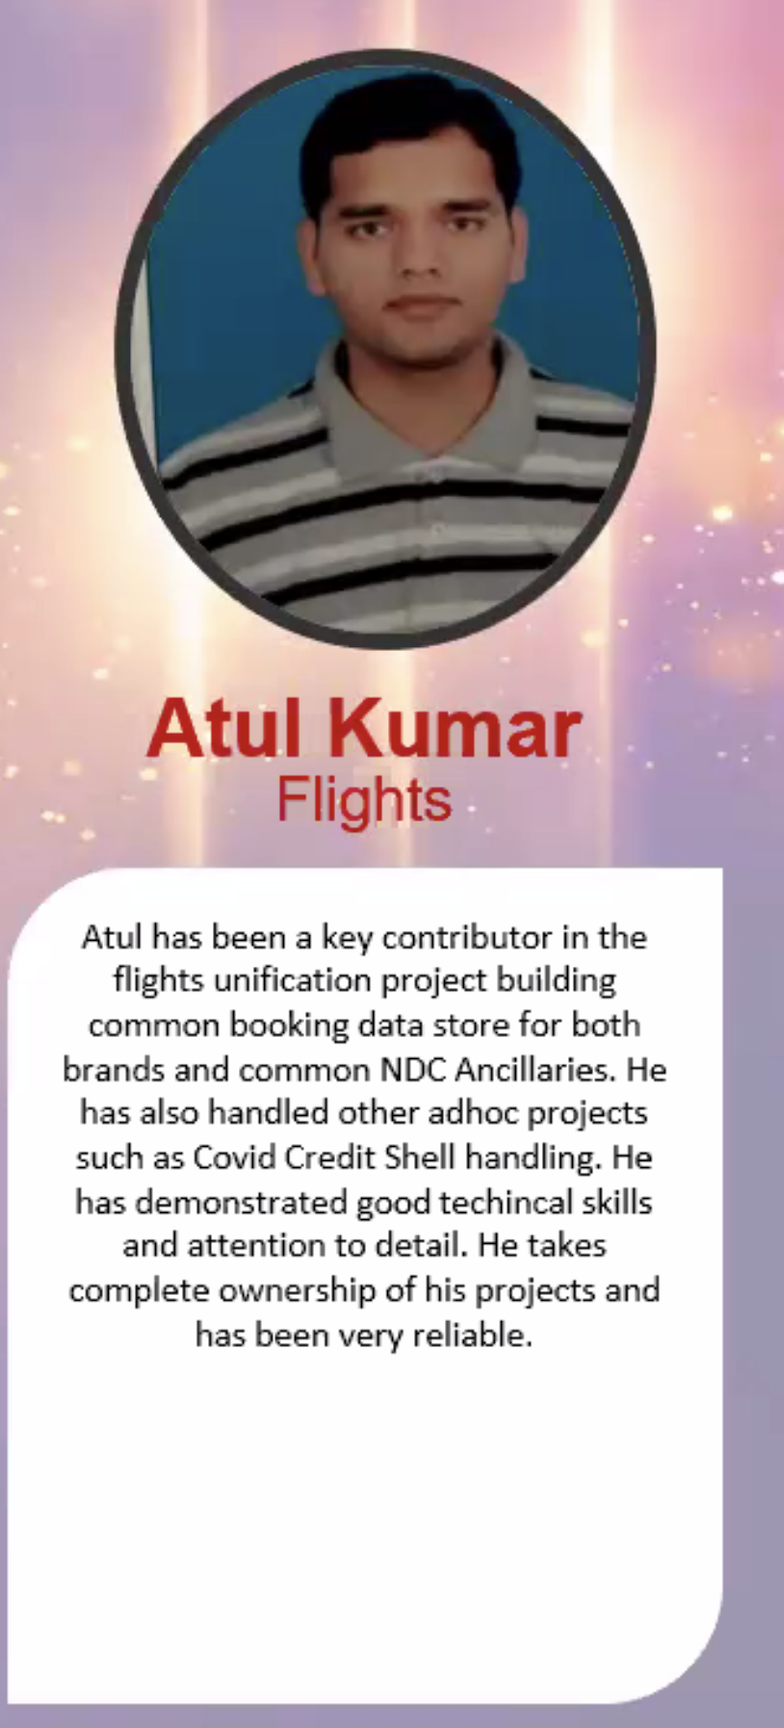 Atul Kumar
Flights
Atul has been a key contributor in the
flights unification project building
common booking data store for both
brands and common NDC Ancillaries. He
has also handled other adhoc projects
such as Covid Credit Shell handling. He
has demonstrated good techincal skills
and attention to detail. He takes
complete ownership of his projects and
has been very reliable.